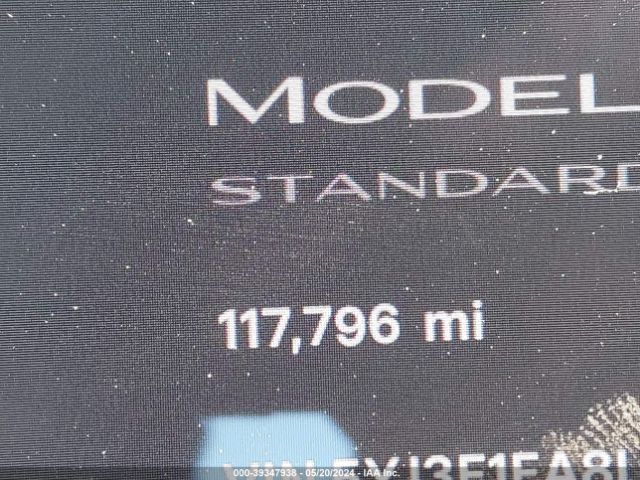 MODEL
STANDARD
117,796 mi
000-39347938 - 05/20/2024 - IAA Inc.